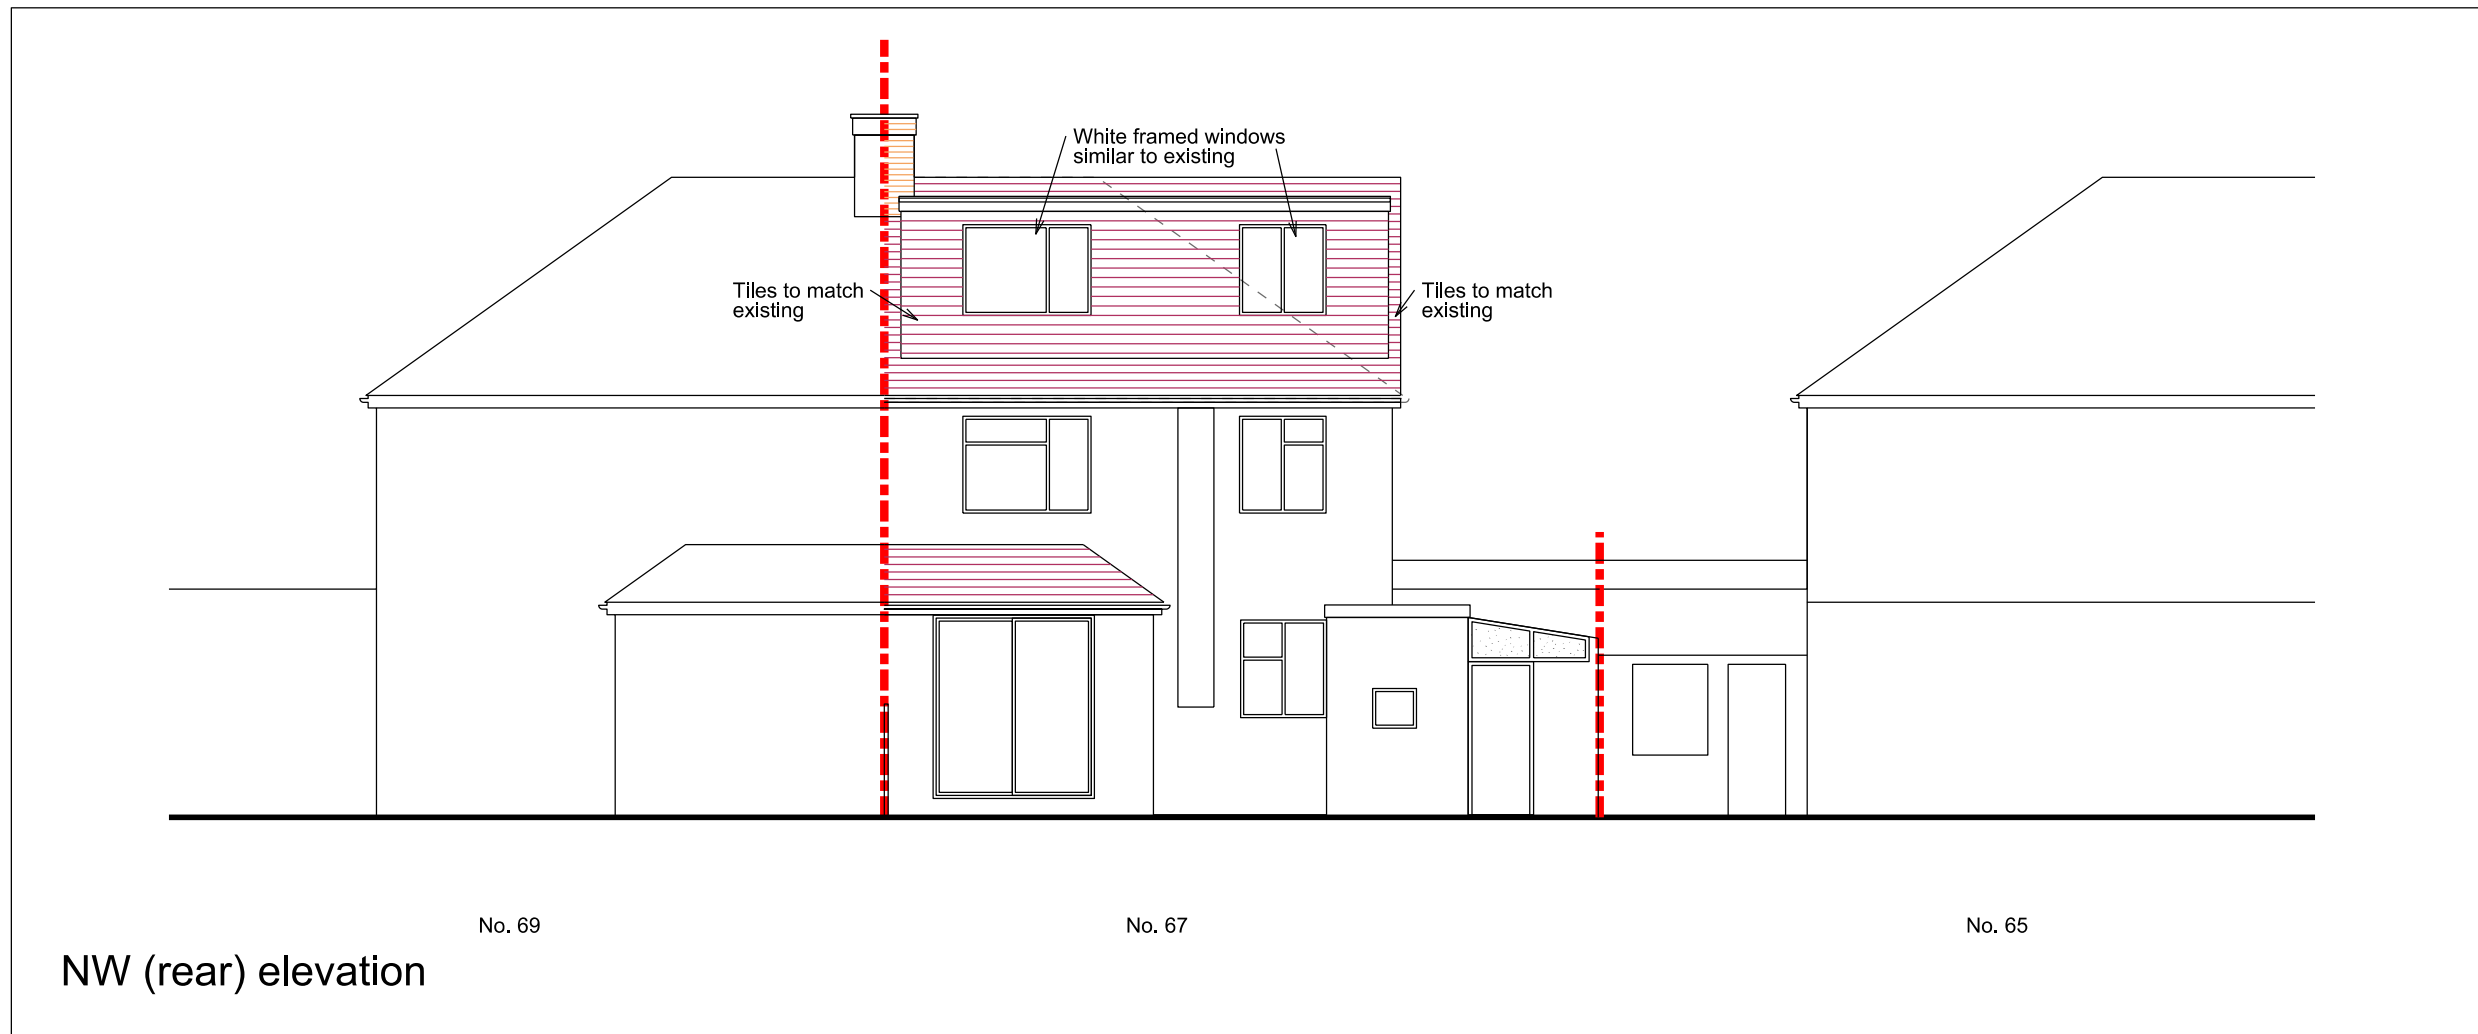 White framed windows
similar to existing
Tiles to match
existing
Tiles to match
existing
No. 69
No. 67
No. 65
NW (rear) elevation